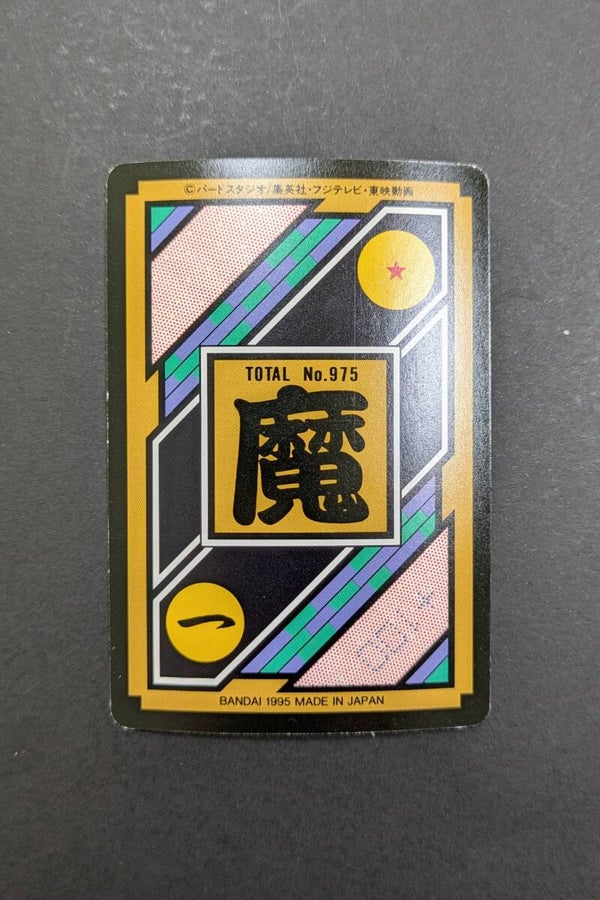 ©バードスタジオ/集英社・フジテレビ・東映動画
TOTAL No.975
魔
一
BANDAI 1995 MADE IN JAPAN